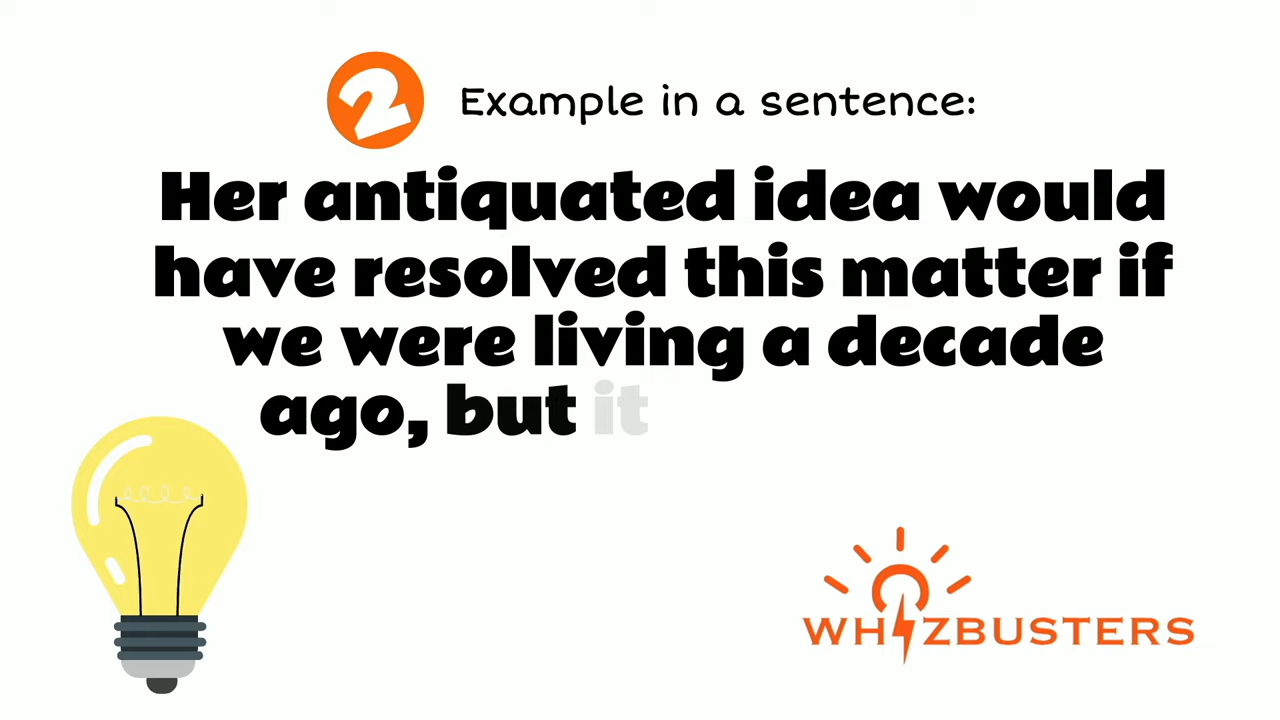 2 Example in a sentence:
Her antiquated idea would
have resolved this matter if
we were living a decade
ago, but it
WHIZBUSTERS